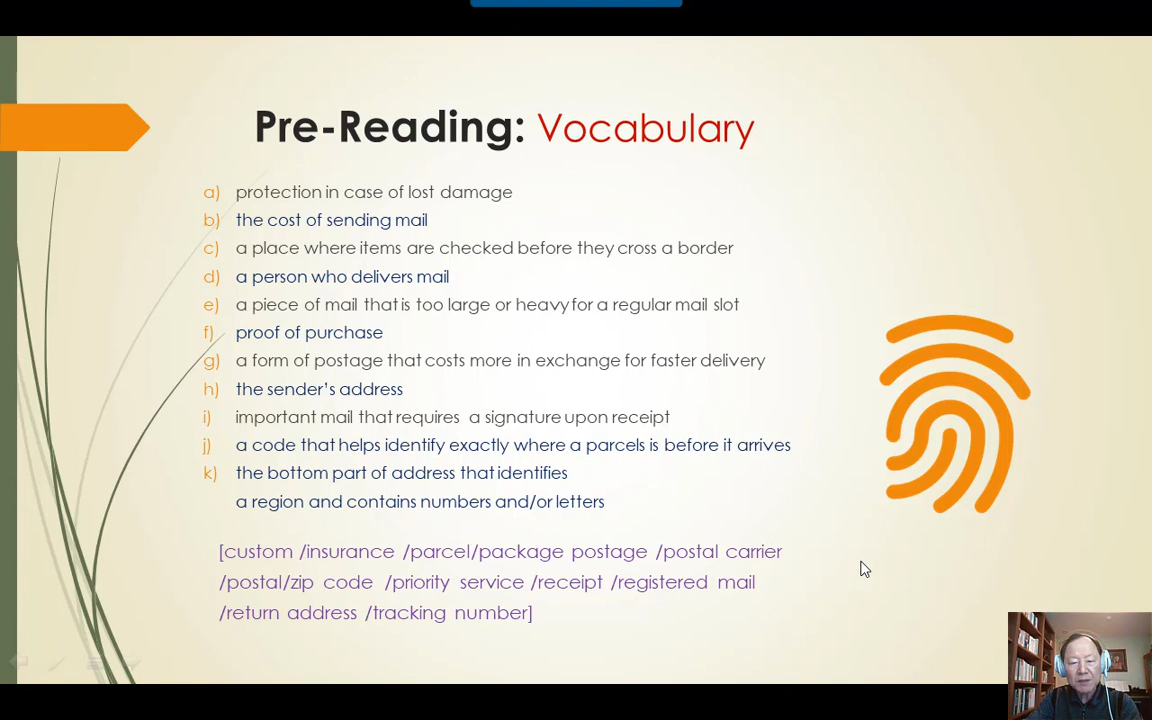 Pre-Reading: Vocabulary
a) protection in case of lost damage
b) the cost of sending mail
c) a place where items are checked before they cross a border
d) a person who delivers mail
e) a piece of mail that is too large or heavy for a regular mail slot
f) proof of purchase
g) a form of postage that costs more in exchange for faster delivery
h) the sender's address
i) important mail that requires a signature upon receipt
j) a code that helps identify exactly where a parcels is before it arrives
k) the bottom part of address that identifies
a region and contains numbers and/or letters
[custom /insurance /parcel/package postage /postal carrier
/postal/zip code /priority service /receipt /registered mail
/return address /tracking number]